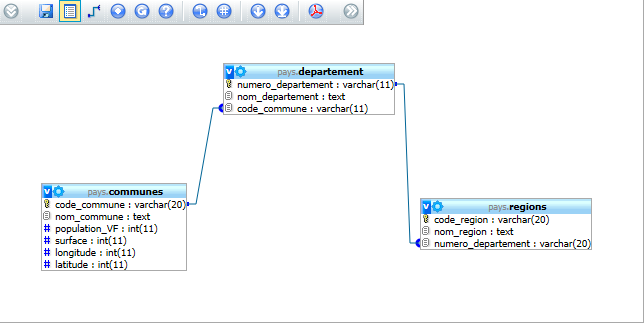 pays.departement
numero_departement : varchar(11)
nom_departement : text
code_commune : varchar(11)
pays.communes
code_commune : varchar(20)
nom_commune : text
# population_VF : int(11)
# surface : int(11)
# longitude : int(11)
# latitude : int(11)
pays.regions
code_region : varchar(20)
nom_region : text
numero_departement : varchar(20)